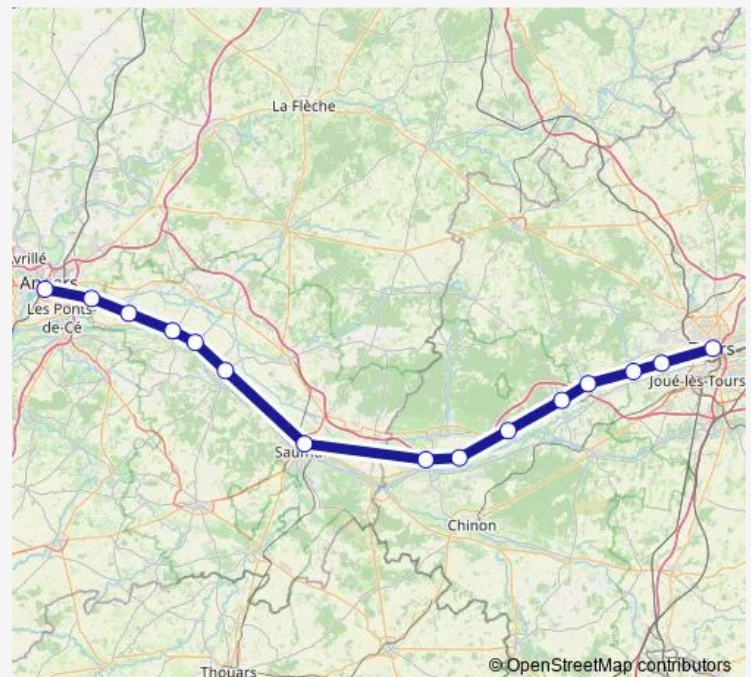 La Flèche
vrillé
Les Ponts-
de-Cé
Joué-lès-Tours
Chinon
Thouars
© OpenStreetMap contributors